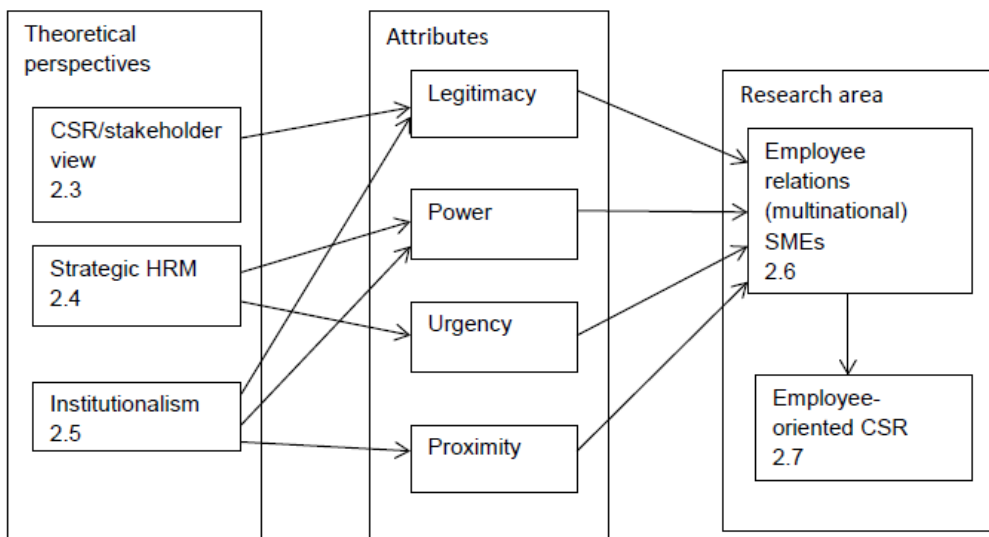 Theoretical
perspectives
CSR/stakeholder
view
2.3
Strategic HRM
2.4
Institutionalism
2.5
Attributes
Legitimacy
Power
Urgency
Proximity
Research area
Employee
relations
(multinational)
SMEs
2.6
Employee-
oriented CSR
2.7